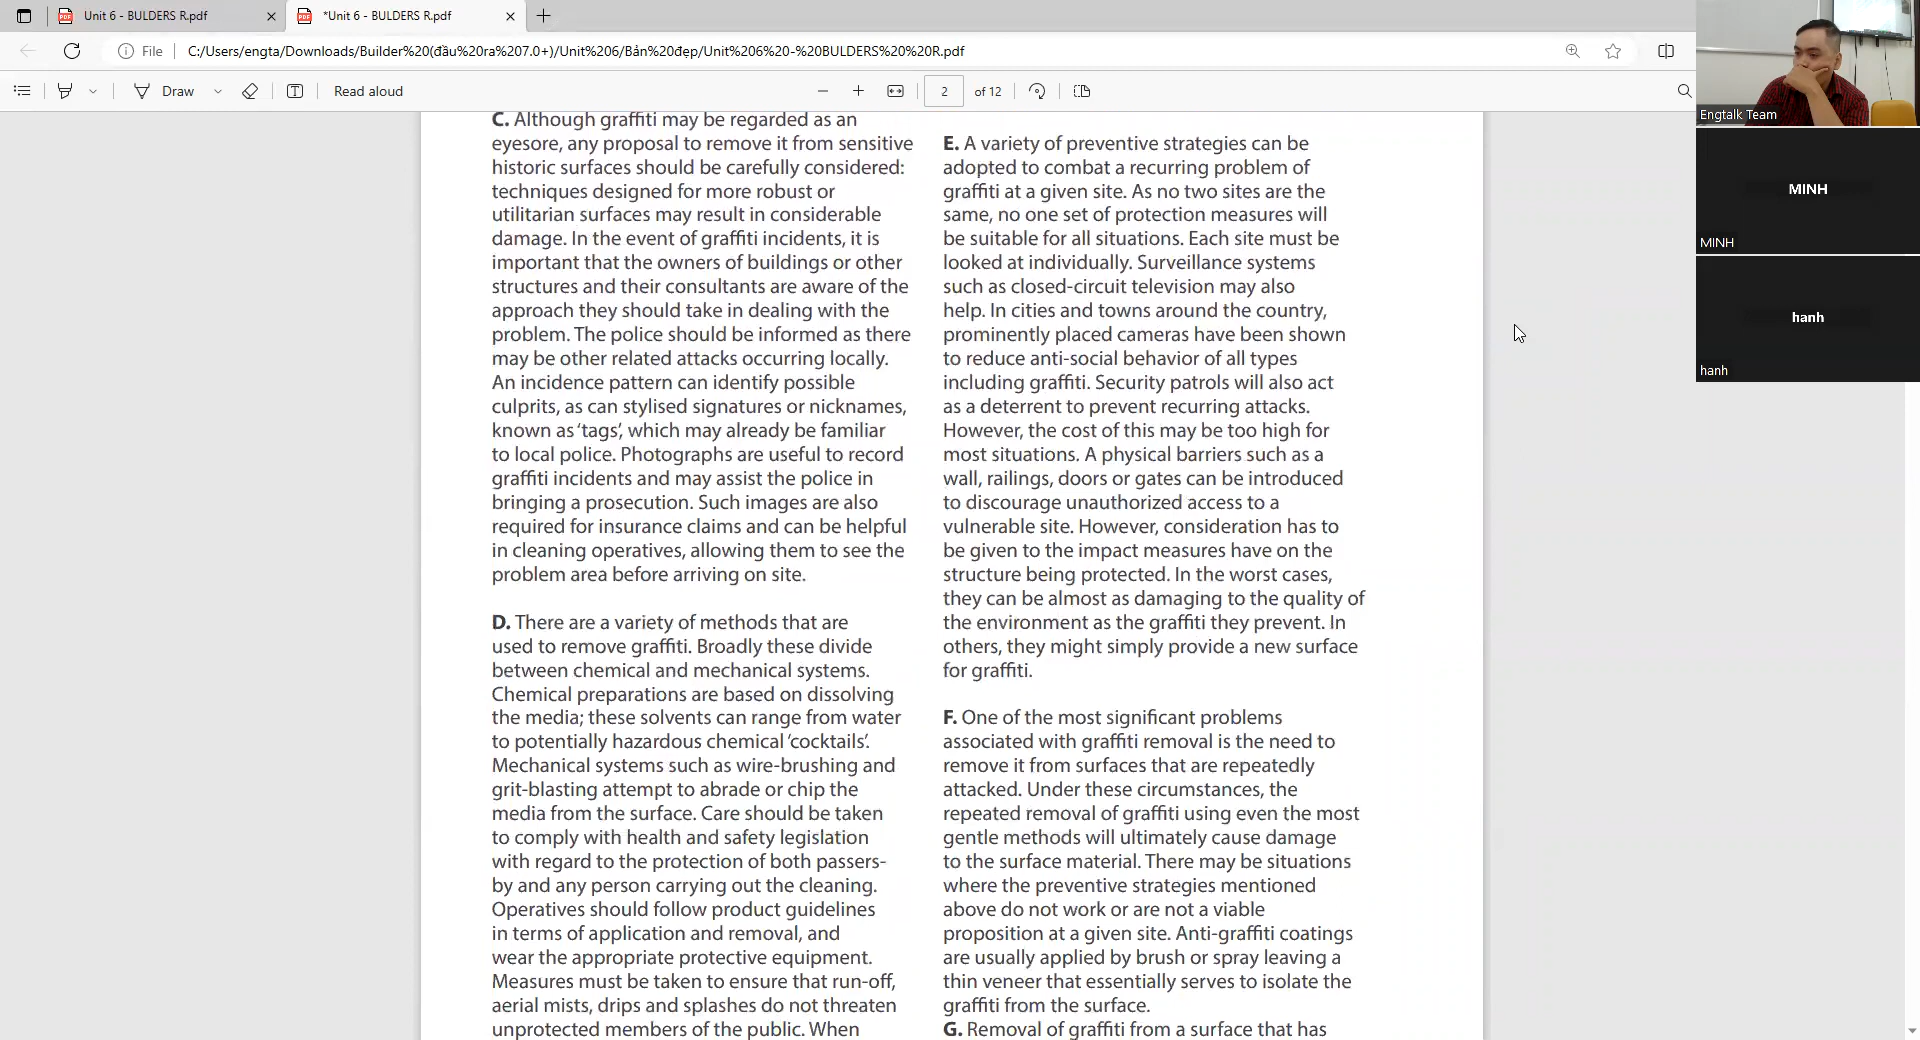 Unit 6 - BULDERS R.pdf
*Unit 6 - BULDERS R.pdf
File
C:/Users/engta/Downloads/Builder%20(đầu%20ra%207.0+)/Unit%206/Bản%20đẹp/Unit%206%20-%20BULDERS%20%20R.pdf
Draw
Read aloud
2
of 12
C. Although graffiti may be regarded as an
eyesore, any proposal to remove it from sensitive
historic surfaces should be carefully considered:
techniques designed for more robust or
utilitarian surfaces may result in considerable
damage. In the event of graffiti incidents, it is
important that the owners of buildings or other
structures and their consultants are aware of the
approach they should take in dealing with the
problem. The police should be informed as there
may be other related attacks occurring locally.
An incidence pattern can identify possible
culprits, as can stylised signatures or nicknames,
known as 'tags', which may already be familiar
to local police. Photographs are useful to record
graffiti incidents and may assist the police in
bringing a prosecution. Such images are also
required for insurance claims and can be helpful
in cleaning operatives, allowing them to see the
problem area before arriving on site.
D. There are a variety of methods that are
used to remove graffiti. Broadly these divide
between chemical and mechanical systems.
Chemical preparations are based on dissolving
the media; these solvents can range from water
to potentially hazardous chemical 'cocktails'.
Mechanical systems such as wire-brushing and
grit-blasting attempt to abrade or chip the
media from the surface. Care should be taken
to comply with health and safety legislation
with regard to the protection of both passers-
by and any person carrying out the cleaning.
Operatives should follow product guidelines
in terms of application and removal, and
wear the appropriate protective equipment.
Measures must be taken to ensure that run-off,
aerial mists, drips and splashes do not threaten
unprotected members of the public. When
E. A variety of preventive strategies can be
adopted to combat a recurring problem of
graffiti at a given site. As no two sites are the
same, no one set of protection measures will
be suitable for all situations. Each site must be
looked at individually. Surveillance systems
such as closed-circuit television may also
help. In cities and towns around the country,
prominently placed cameras have been shown
to reduce anti-social behavior of all types
including graffiti. Security patrols will also act
as a deterrent to prevent recurring attacks.
However, the cost of this may be too high for
most situations. A physical barriers such as a
wall, railings, doors or gates can be introduced
to discourage unauthorized access to a
vulnerable site. However, consideration has to
be given to the impact measures have on the
structure being protected. In the worst cases,
they can be almost as damaging to the quality of
the environment as the graffiti they prevent. In
others, they might simply provide a new surface
for graffiti.
F. One of the most significant problems
associated with graffiti removal is the need to
remove it from surfaces that are repeatedly
attacked. Under these circumstances, the
repeated removal of graffiti using even the most
gentle methods will ultimately cause damage
to the surface material. There may be situations
where the preventive strategies mentioned
above do not work or are not a viable
proposition at a given site. Anti-graffiti coatings
are usually applied by brush or spray leaving a
thin veneer that essentially serves to isolate the
graffiti from the surface.
G. Removal of graffiti from a surface that has
Engtalk Team
MINH
MINH
hanh
hanh